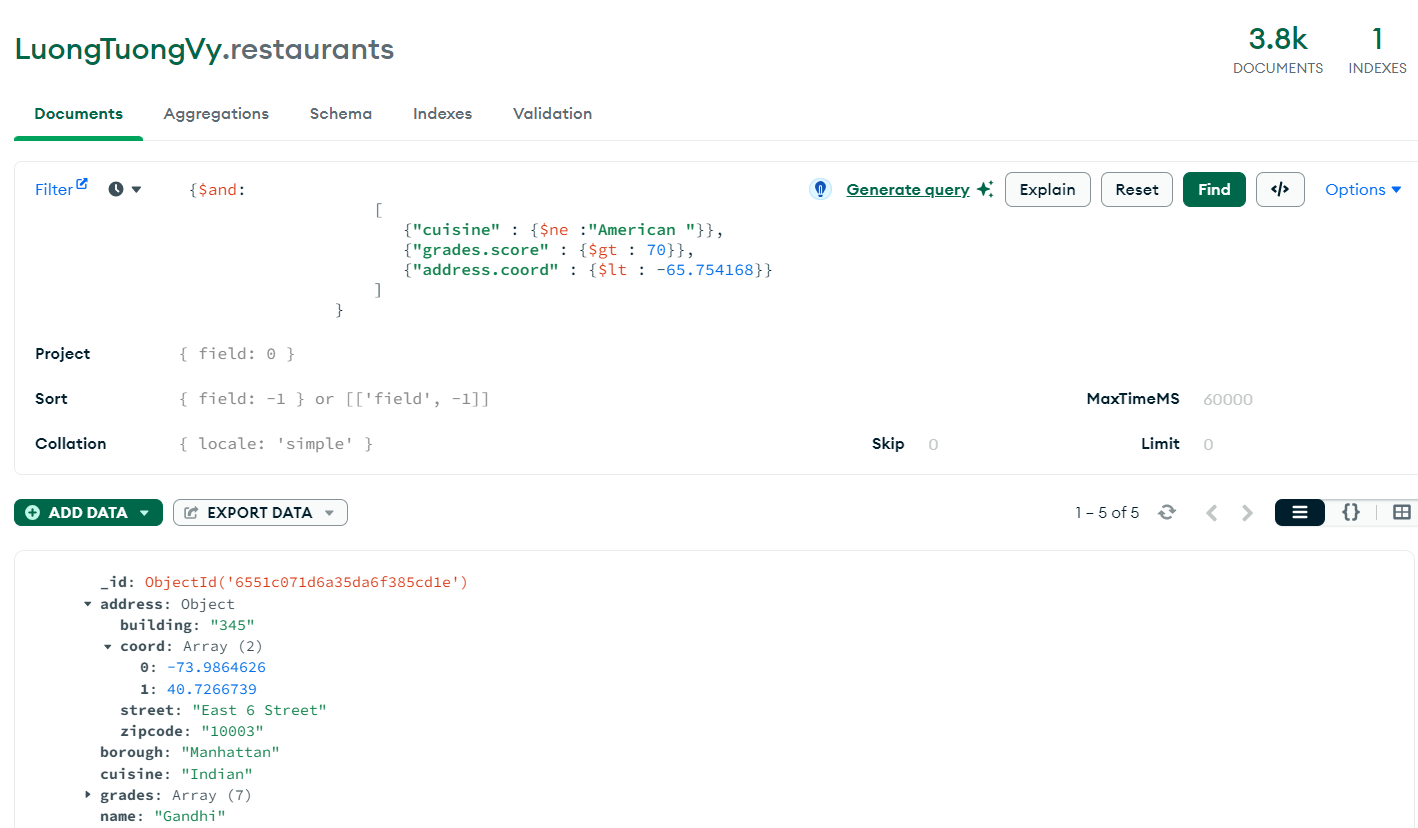 LuongTuongVy.restaurants
3.8k
DOCUMENTS
1
INDEXES
Documents Aggregations Schema Indexes Validation
Filter {$and: Generate query Explain Reset Find </> Options
[
{"cuisine" : {$ne :"American "}},
{"grades.score" : {$gt : 70}},
{"address.coord" : {$lt : -65.754168}}
]
}
Project { field: 0 }
Sort { field: -1 } or [['field', -1]] MaxTimeMS 60000
Collation { locale: 'simple' } Skip 0 Limit 0
ADD DATA EXPORT DATA 1 – 5 of 5 {}
_id: ObjectId('6551c071d6a35da6f385cd1e')
address: Object
building: "345"
coord: Array (2)
0: -73.9864626
1: 40.7266739
street: "East 6 Street"
zipcode: "10003"
borough: "Manhattan"
cuisine: "Indian"
grades: Array (7)
name: "Gandhi"